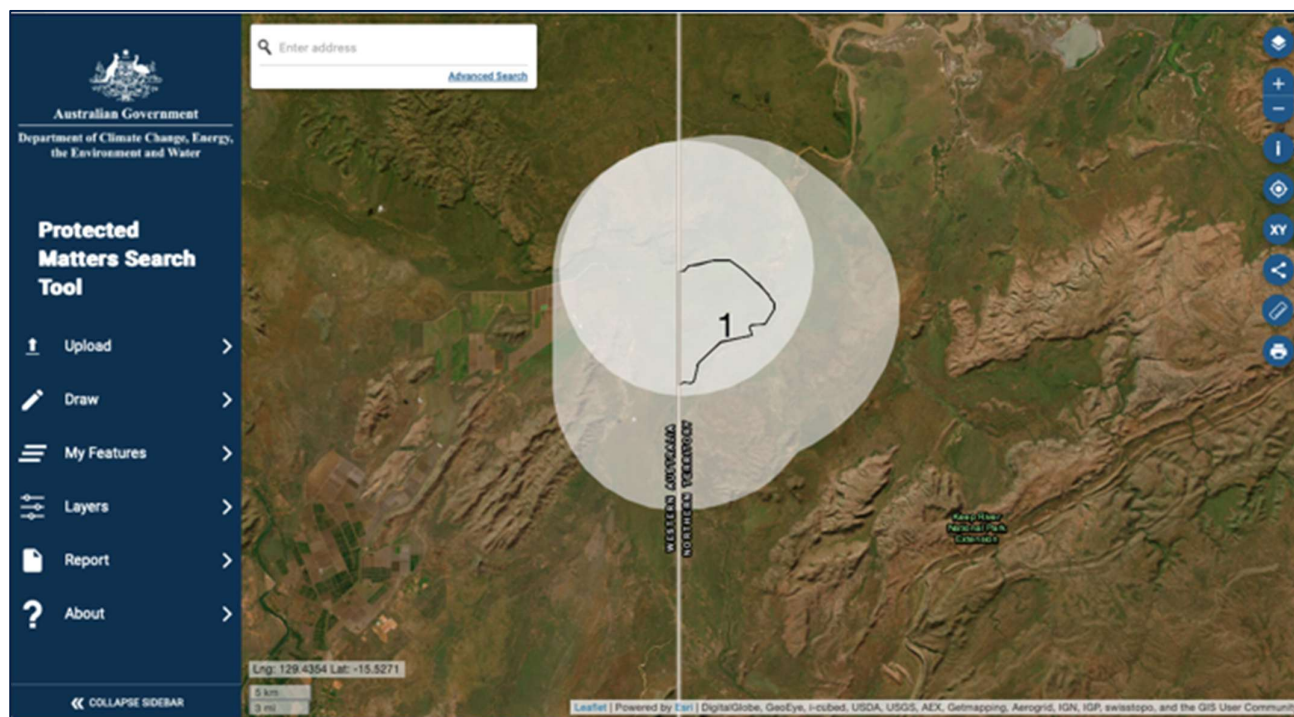 Australian Government
Department of Climate Change, Energy,
the Environment and Water
Protected
Matters Search
Tool
Upload
Draw
My Features
Layers
Report
About
COLLAPSE SIDEBAR
Enter address
Advanced Search
i
XY
1
WESTERN AUSTRALIA
NORTHERN TERRITORY
Keep River
National Park
Extension
Lng: 129.4354 Lat: -15.5271
5 km
3 mi
Leaflet | Powered by Esri | DigitalGlobe, GeoEye, i-cubed, USDA, USGS, AEX, Getmapping, Aerogrid, IGN, IGP, swisstopo, and the GIS User Communit